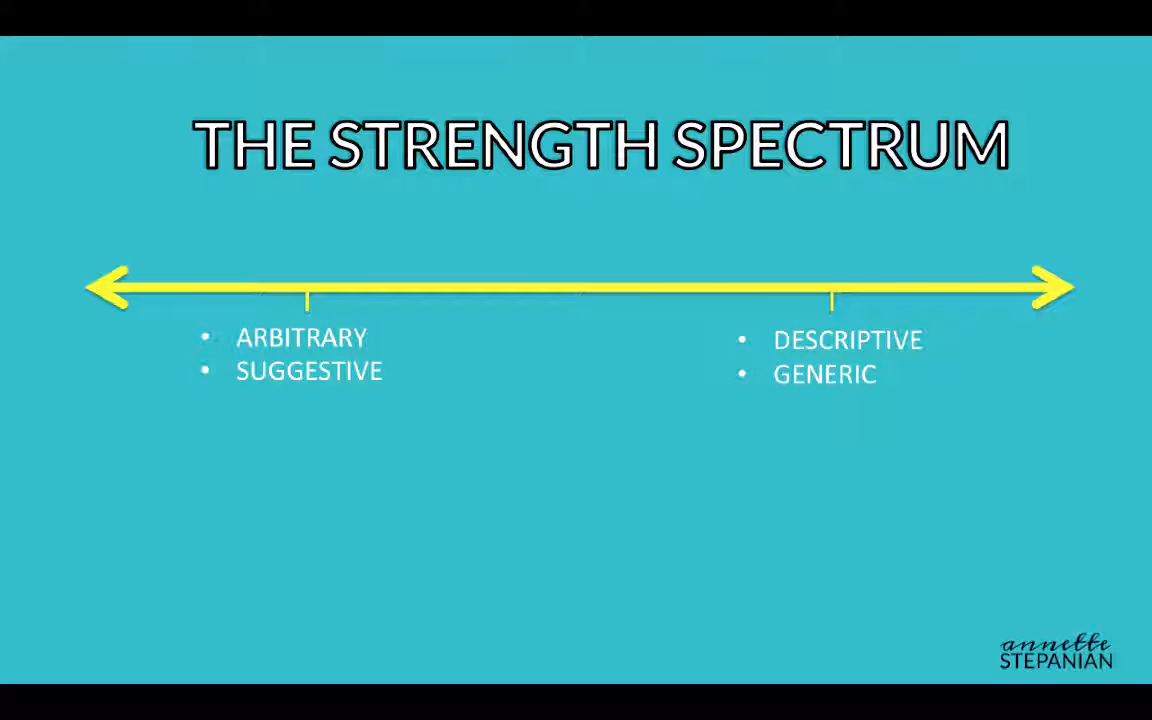 THE STRENGTH SPECTRUM
• ARBITRARY
• SUGGESTIVE
• DESCRIPTIVE
• GENERIC
annette
STEPANIAN